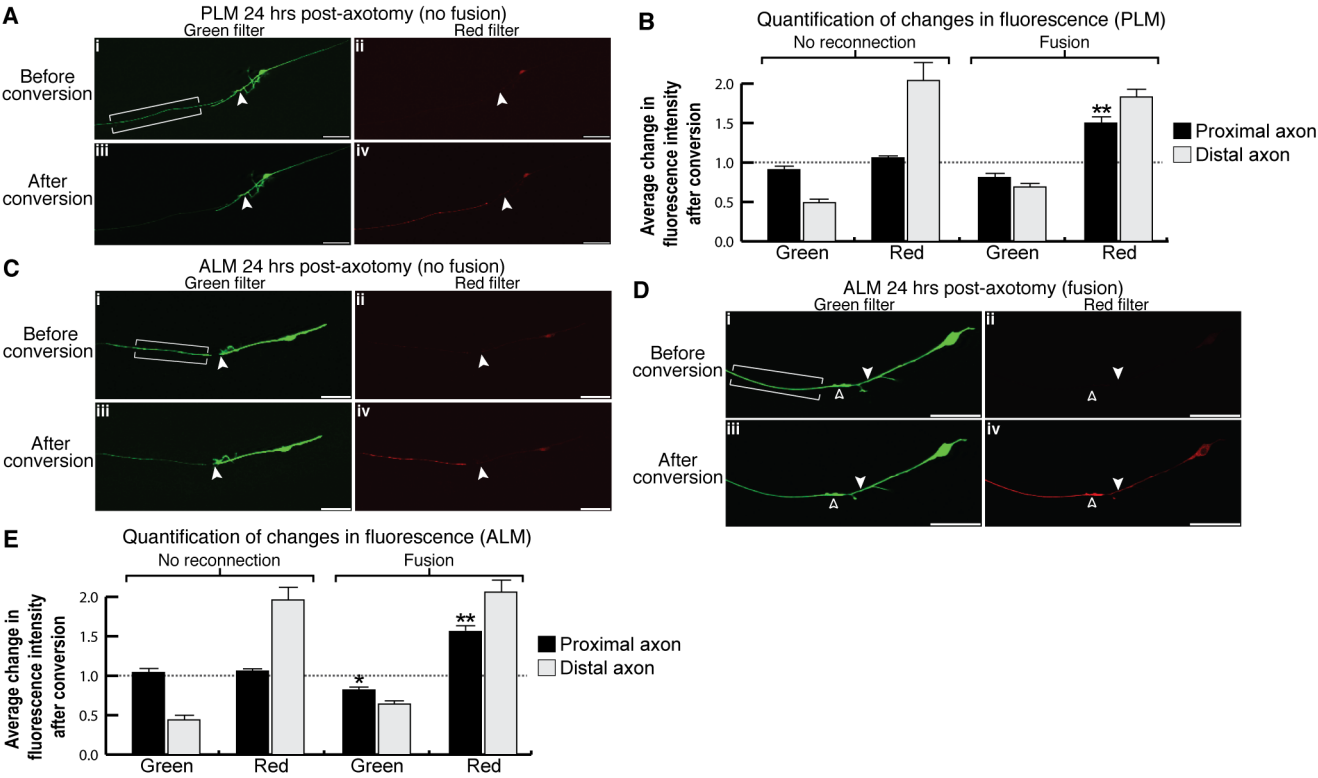 A
PLM 24 hrs post-axotomy (no fusion)
Green filter
Red filter
Before conversion
i
ii
After conversion
iii
iv
B
Quantification of changes in fluorescence (PLM)
No reconnection
Fusion
Average change in
fluorescence intensity
after conversion
2.0
1.5
1.0
0.5
0.0
**
Green
Red
Green
Red
Proximal axon
Distal axon
C
ALM 24 hrs post-axotomy (no fusion)
Green filter
Red filter
Before
conversion
i
ii
After
conversion
iii
iv
D
ALM 24 hrs post-axotomy (fusion)
Green filter
Red filter
Before
conversion
i
ii
After
conversion
iii
iv
E
Quantification of changes in fluorescence (ALM)
No reconnection
Fusion
Average change in
fluorescence intensity
after conversion
2.0
1.5
1.0
0.5
0.0
*
**
Green
Red
Green
Red
Proximal axon
Distal axon